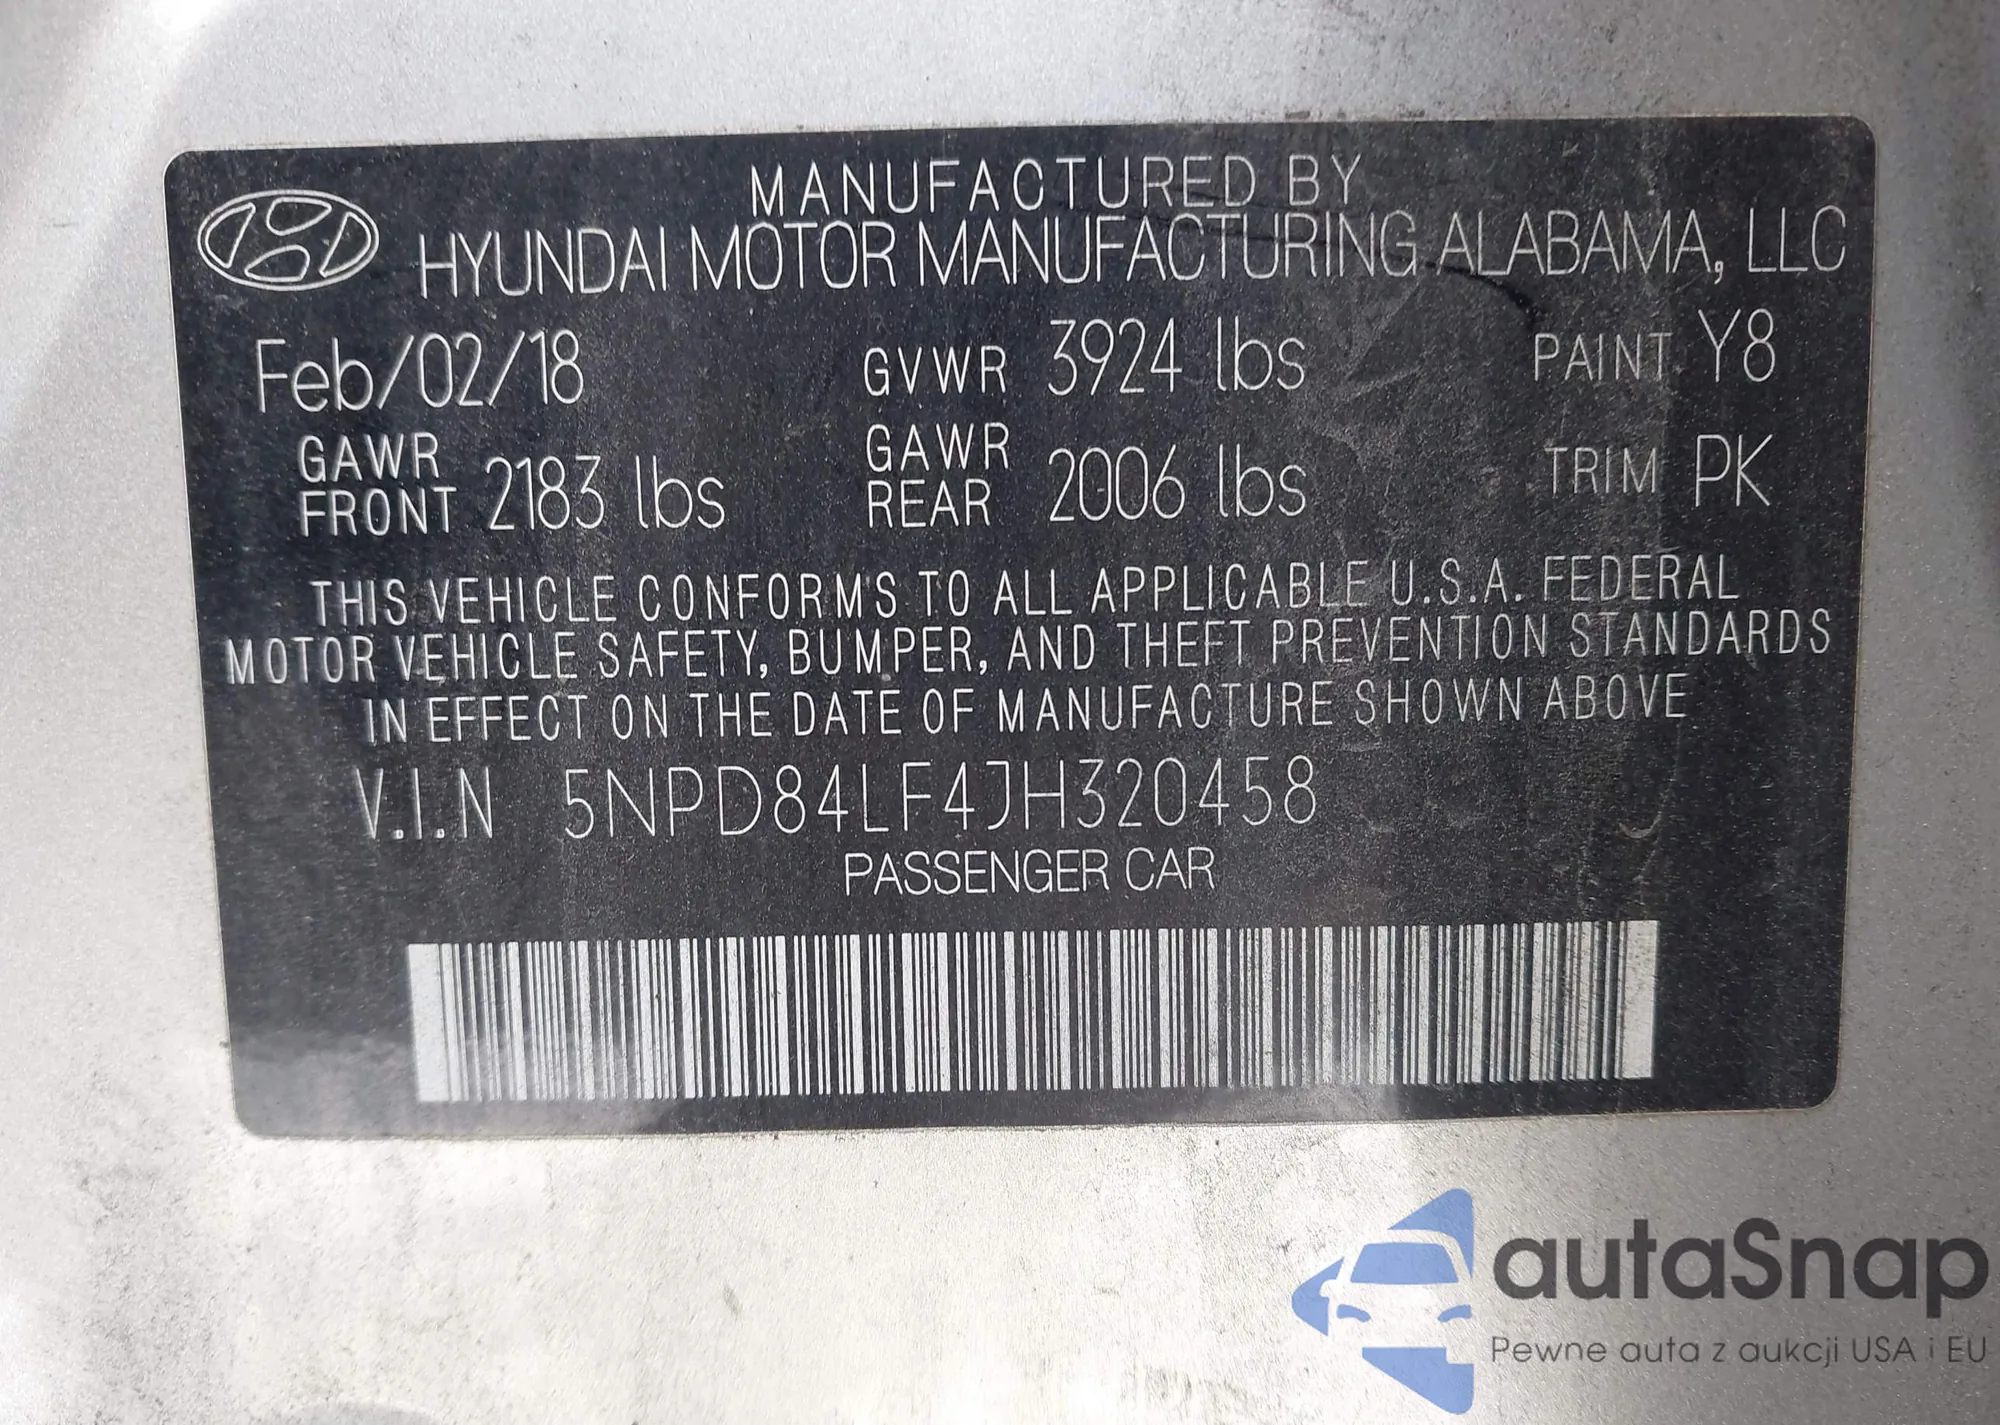 MANUFACTURED BY
HYUNDAI MOTOR MANUFACTURING ALABAMA, LLC
Feb/02/18 GVWR 3924 lbs PAINT Y8
GAWR FRONT 2183 lbs GAWR REAR 2006 lbs TRIM PK
THIS VEHICLE CONFORMS TO ALL APPLICABLE U.S.A. FEDERAL
MOTOR VEHICLE SAFETY, BUMPER, AND THEFT PREVENTION STANDARDS
IN EFFECT ON THE DATE OF MANUFACTURE SHOWN ABOVE
V.I.N 5NPD84LF4JH320458
PASSENGER CAR
autaSnap
Pewne auta z aukcji USA i EU